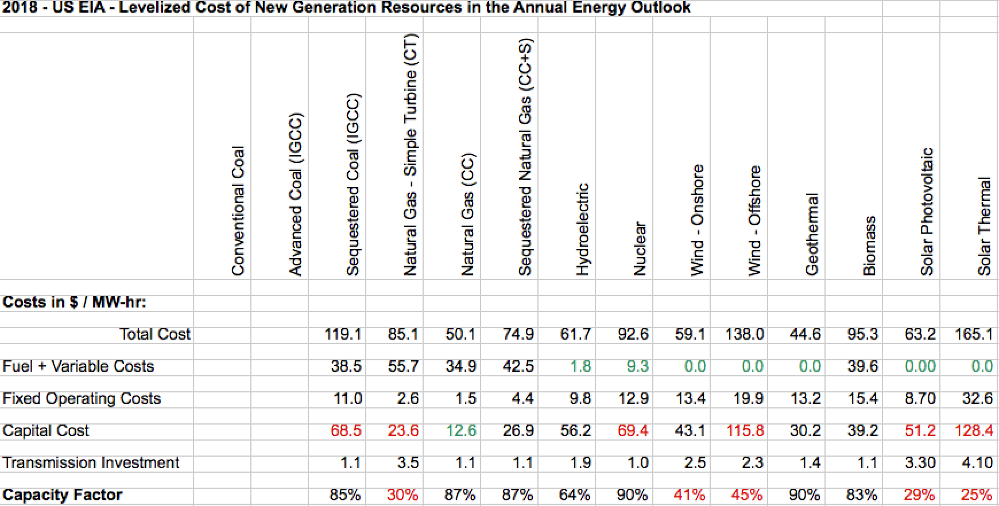 2018 - US EIA - Levelized Cost of New Generation Resources in the Annual Energy Outlook
Conventional Coal
Advanced Coal (IGCC)
Sequestered Coal (IGCC)
Natural Gas - Simple Turbine (CT)
Natural Gas (CC)
Sequestered Natural Gas (CC+S)
Hydroelectric
Nuclear
Wind - Onshore
Wind - Offshore
Geothermal
Biomass
Solar Photovoltaic
Solar Thermal
Costs in $ / MW-hr:
Total Cost 119.1 85.1 50.1 74.9 61.7 92.6 59.1 138.0 44.6 95.3 63.2 165.1
Fuel + Variable Costs 38.5 55.7 34.9 42.5 1.8 9.3 0.0 0.0 0.0 39.6 0.00 0.0
Fixed Operating Costs 11.0 2.6 1.5 4.4 9.8 12.9 13.4 19.9 13.2 15.4 8.70 32.6
Capital Cost 68.5 23.6 12.6 26.9 56.2 69.4 43.1 115.8 30.2 39.2 51.2 128.4
Transmission Investment 1.1 3.5 1.1 1.1 1.9 1.0 2.5 2.3 1.4 1.1 3.30 4.10
Capacity Factor 85% 30% 87% 87% 64% 90% 41% 45% 90% 83% 29% 25%